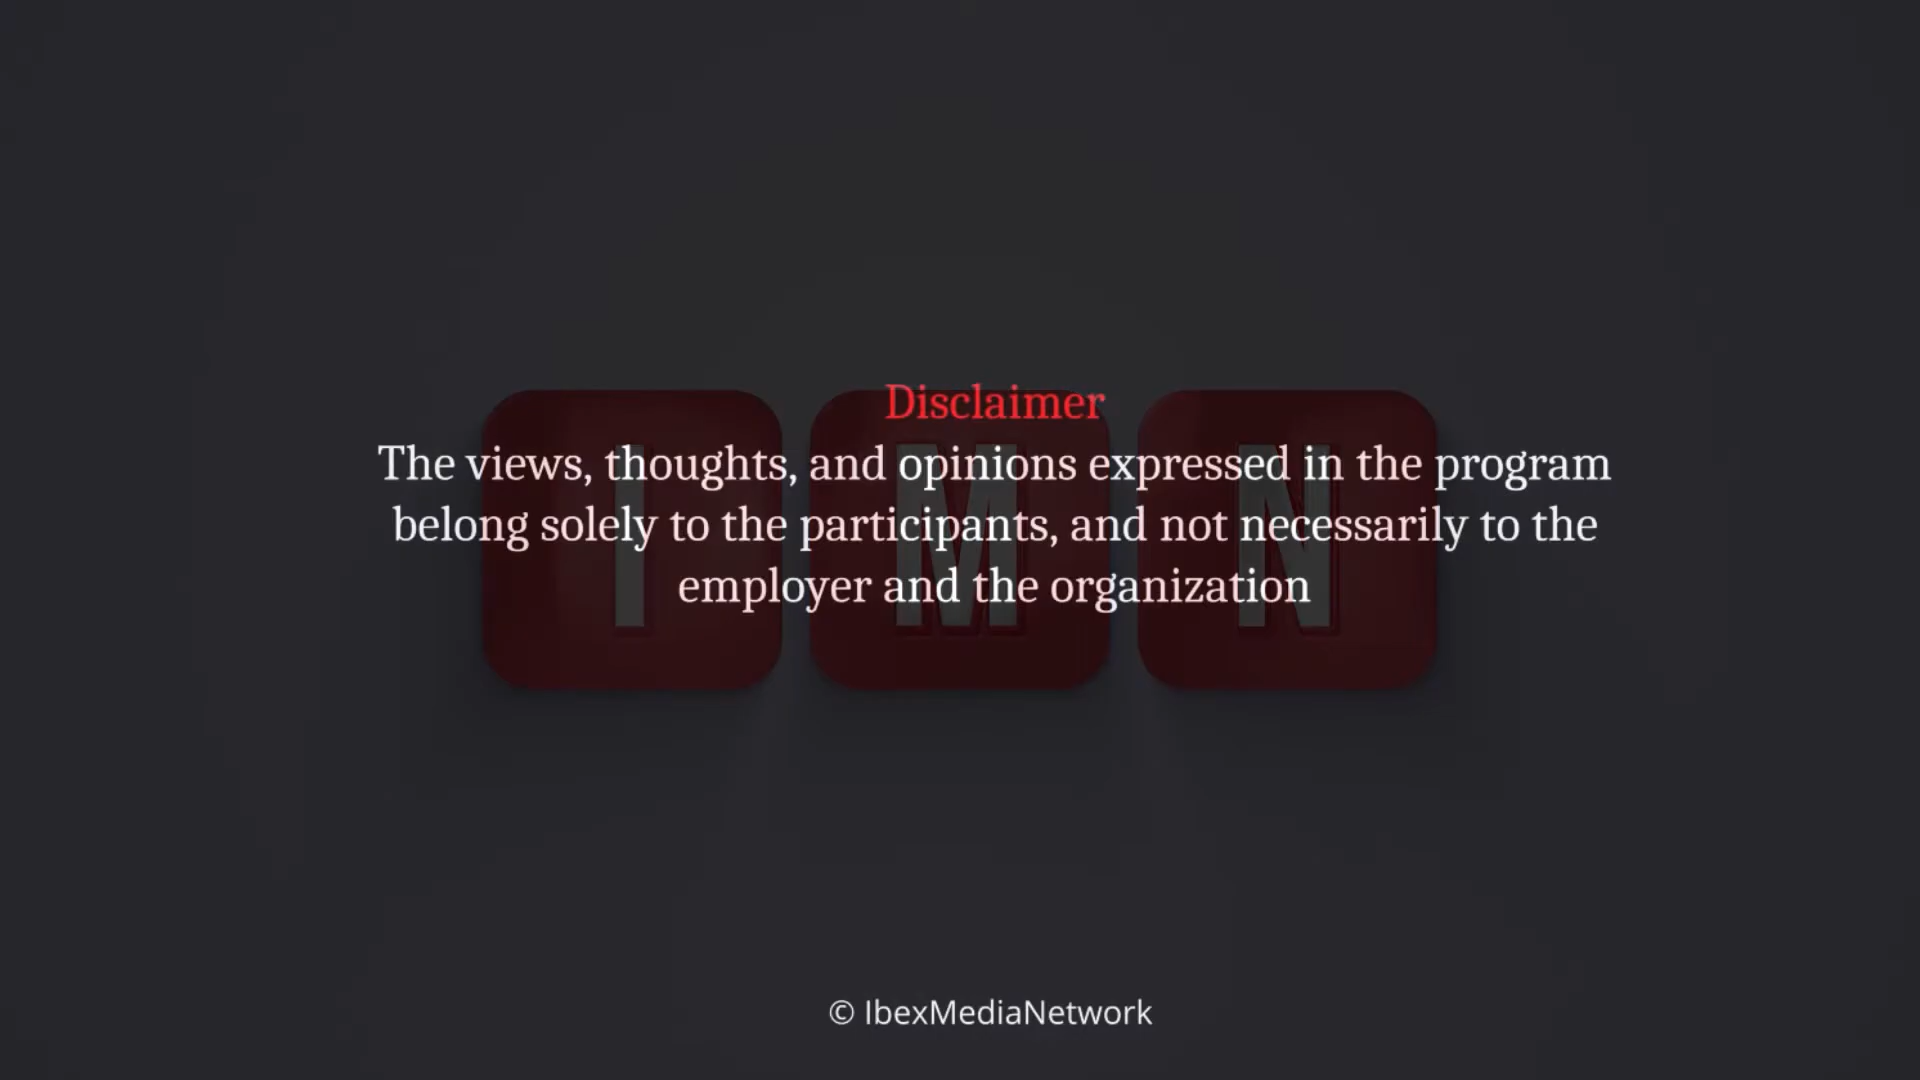 Disclaimer
I M N
The views, thoughts, and opinions expressed in the program
belong solely to the participants, and not necessarily to the
employer and the organization
© IbexMediaNetwork